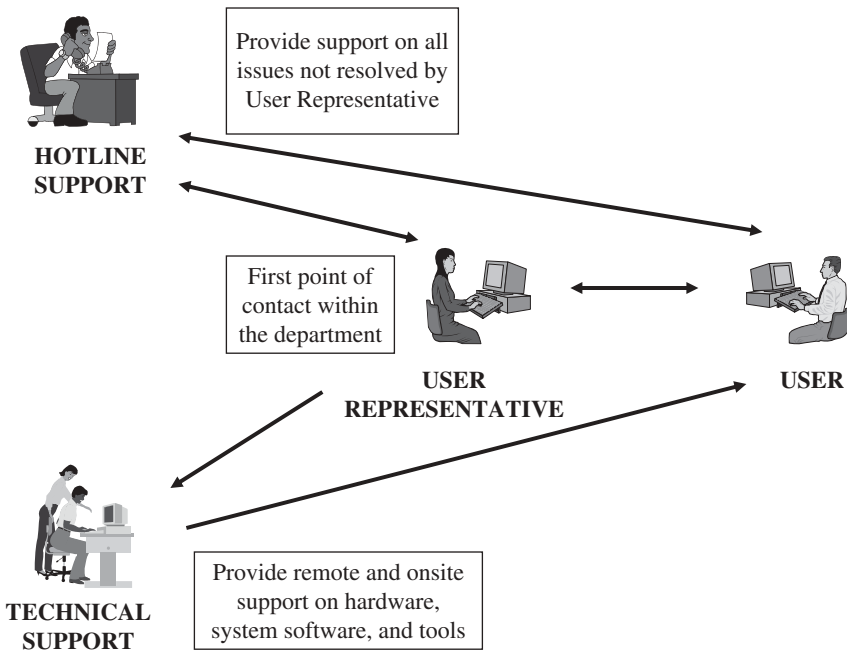 Provide support on all
issues not resolved by
User Representative
HOTLINE
SUPPORT
First point of
contact within
the department
USER
REPRESENTATIVE
USER
Provide remote and onsite
support on hardware,
system software, and tools
TECHNICAL
SUPPORT